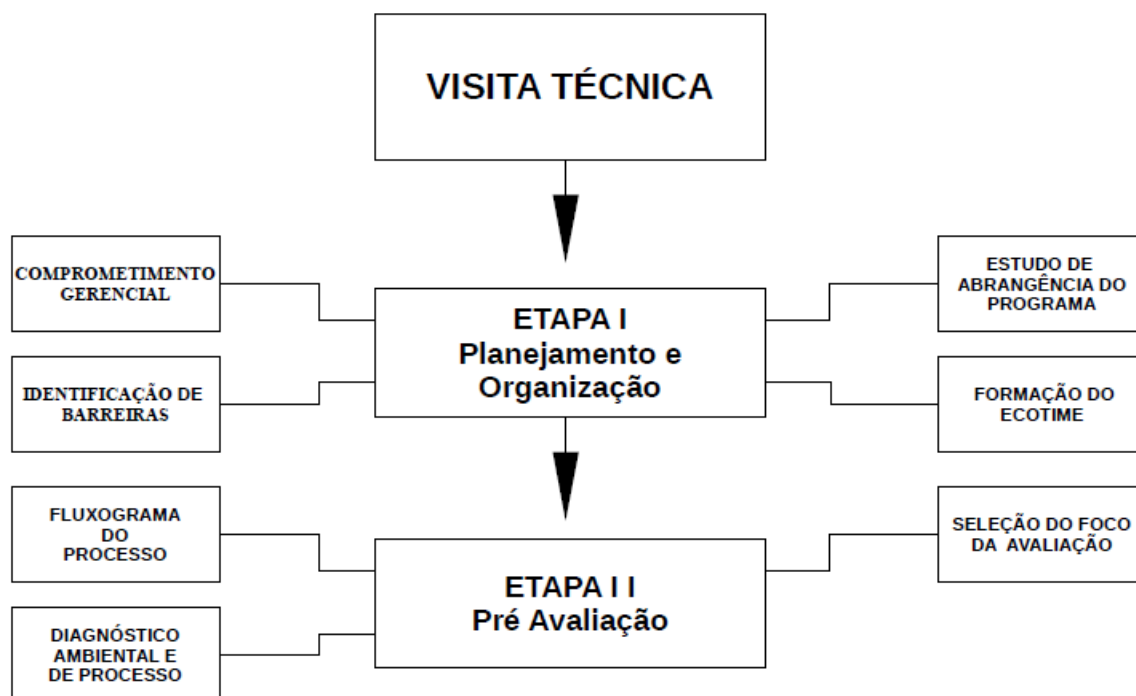 VISITA TÉCNICA
COMPROMETIMENTO
GERENCIAL
ESTUDO DE
ABRANGÊNCIA DO
PROGRAMA
ETAPA I
Planejamento e
Organização
IDENTIFICAÇÃO DE
BARREIRAS
FORMAÇÃO DO
ECOTIME
FLUXOGRAMA
DO
PROCESSO
SELEÇÃO DO FOCO
DA AVALIAÇÃO
ETAPA I I
Pré Avaliação
DIAGNÓSTICO
AMBIENTAL E
DE PROCESSO